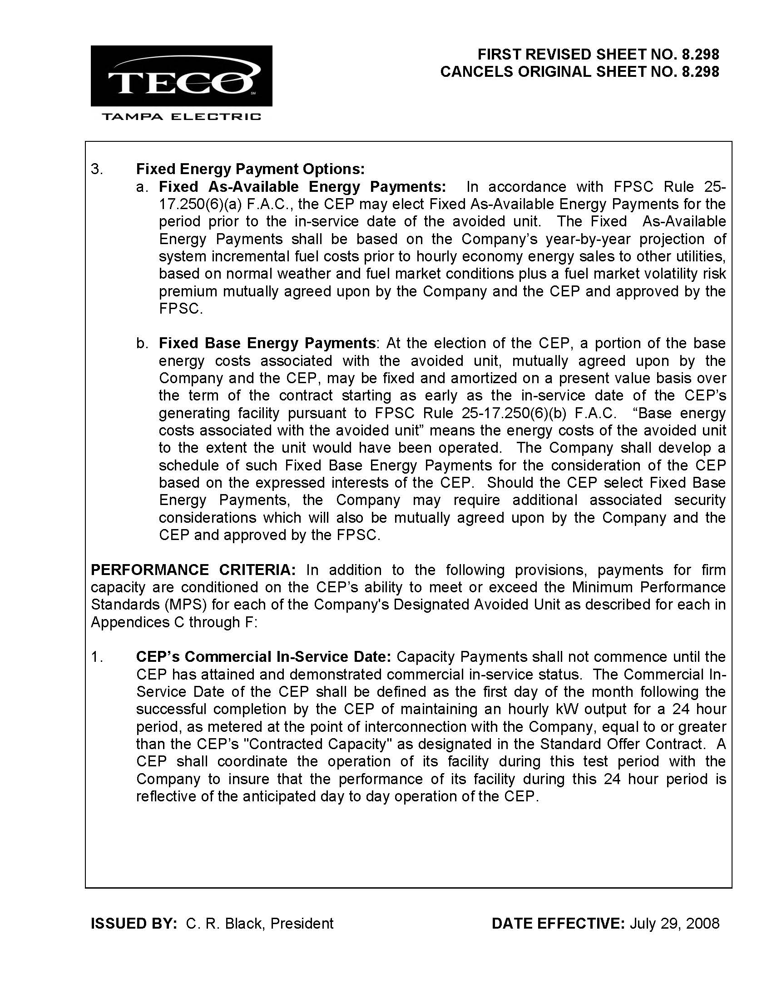 FIRST REVISED SHEET NO. 8.298
CANCELS ORIGINAL SHEET NO. 8.298
TECO
SM
TAMPA ELECTRIC
3. Fixed Energy Payment Options:
a. Fixed As-Available Energy Payments: In accordance with FPSC Rule 25-
17.250(6)(a) F.A.C., the CEP may elect Fixed As-Available Energy Payments for the
period prior to the in-service date of the avoided unit. The Fixed As-Available
Energy Payments shall be based on the Company’s year-by-year projection of
system incremental fuel costs prior to hourly economy energy sales to other utilities,
based on normal weather and fuel market conditions plus a fuel market volatility risk
premium mutually agreed upon by the Company and the CEP and approved by the
FPSC.
b. Fixed Base Energy Payments: At the election of the CEP, a portion of the base
energy costs associated with the avoided unit, mutually agreed upon by the
Company and the CEP, may be fixed and amortized on a present value basis over
the term of the contract starting as early as the in-service date of the CEP’s
generating facility pursuant to FPSC Rule 25-17.250(6)(b) F.A.C. “Base energy
costs associated with the avoided unit” means the energy costs of the avoided unit
to the extent the unit would have been operated. The Company shall develop a
schedule of such Fixed Base Energy Payments for the consideration of the CEP
based on the expressed interests of the CEP. Should the CEP select Fixed Base
Energy Payments, the Company may require additional associated security
considerations which will also be mutually agreed upon by the Company and the
CEP and approved by the FPSC.
PERFORMANCE CRITERIA: In addition to the following provisions, payments for firm
capacity are conditioned on the CEP’s ability to meet or exceed the Minimum Performance
Standards (MPS) for each of the Company's Designated Avoided Unit as described for each in
Appendices C through F:
1. CEP’s Commercial In-Service Date: Capacity Payments shall not commence until the
CEP has attained and demonstrated commercial in-service status. The Commercial In-
Service Date of the CEP shall be defined as the first day of the month following the
successful completion by the CEP of maintaining an hourly kW output for a 24 hour
period, as metered at the point of interconnection with the Company, equal to or greater
than the CEP’s "Contracted Capacity" as designated in the Standard Offer Contract. A
CEP shall coordinate the operation of its facility during this test period with the
Company to insure that the performance of its facility during this 24 hour period is
reflective of the anticipated day to day operation of the CEP.
ISSUED BY: C. R. Black, President
DATE EFFECTIVE: July 29, 2008